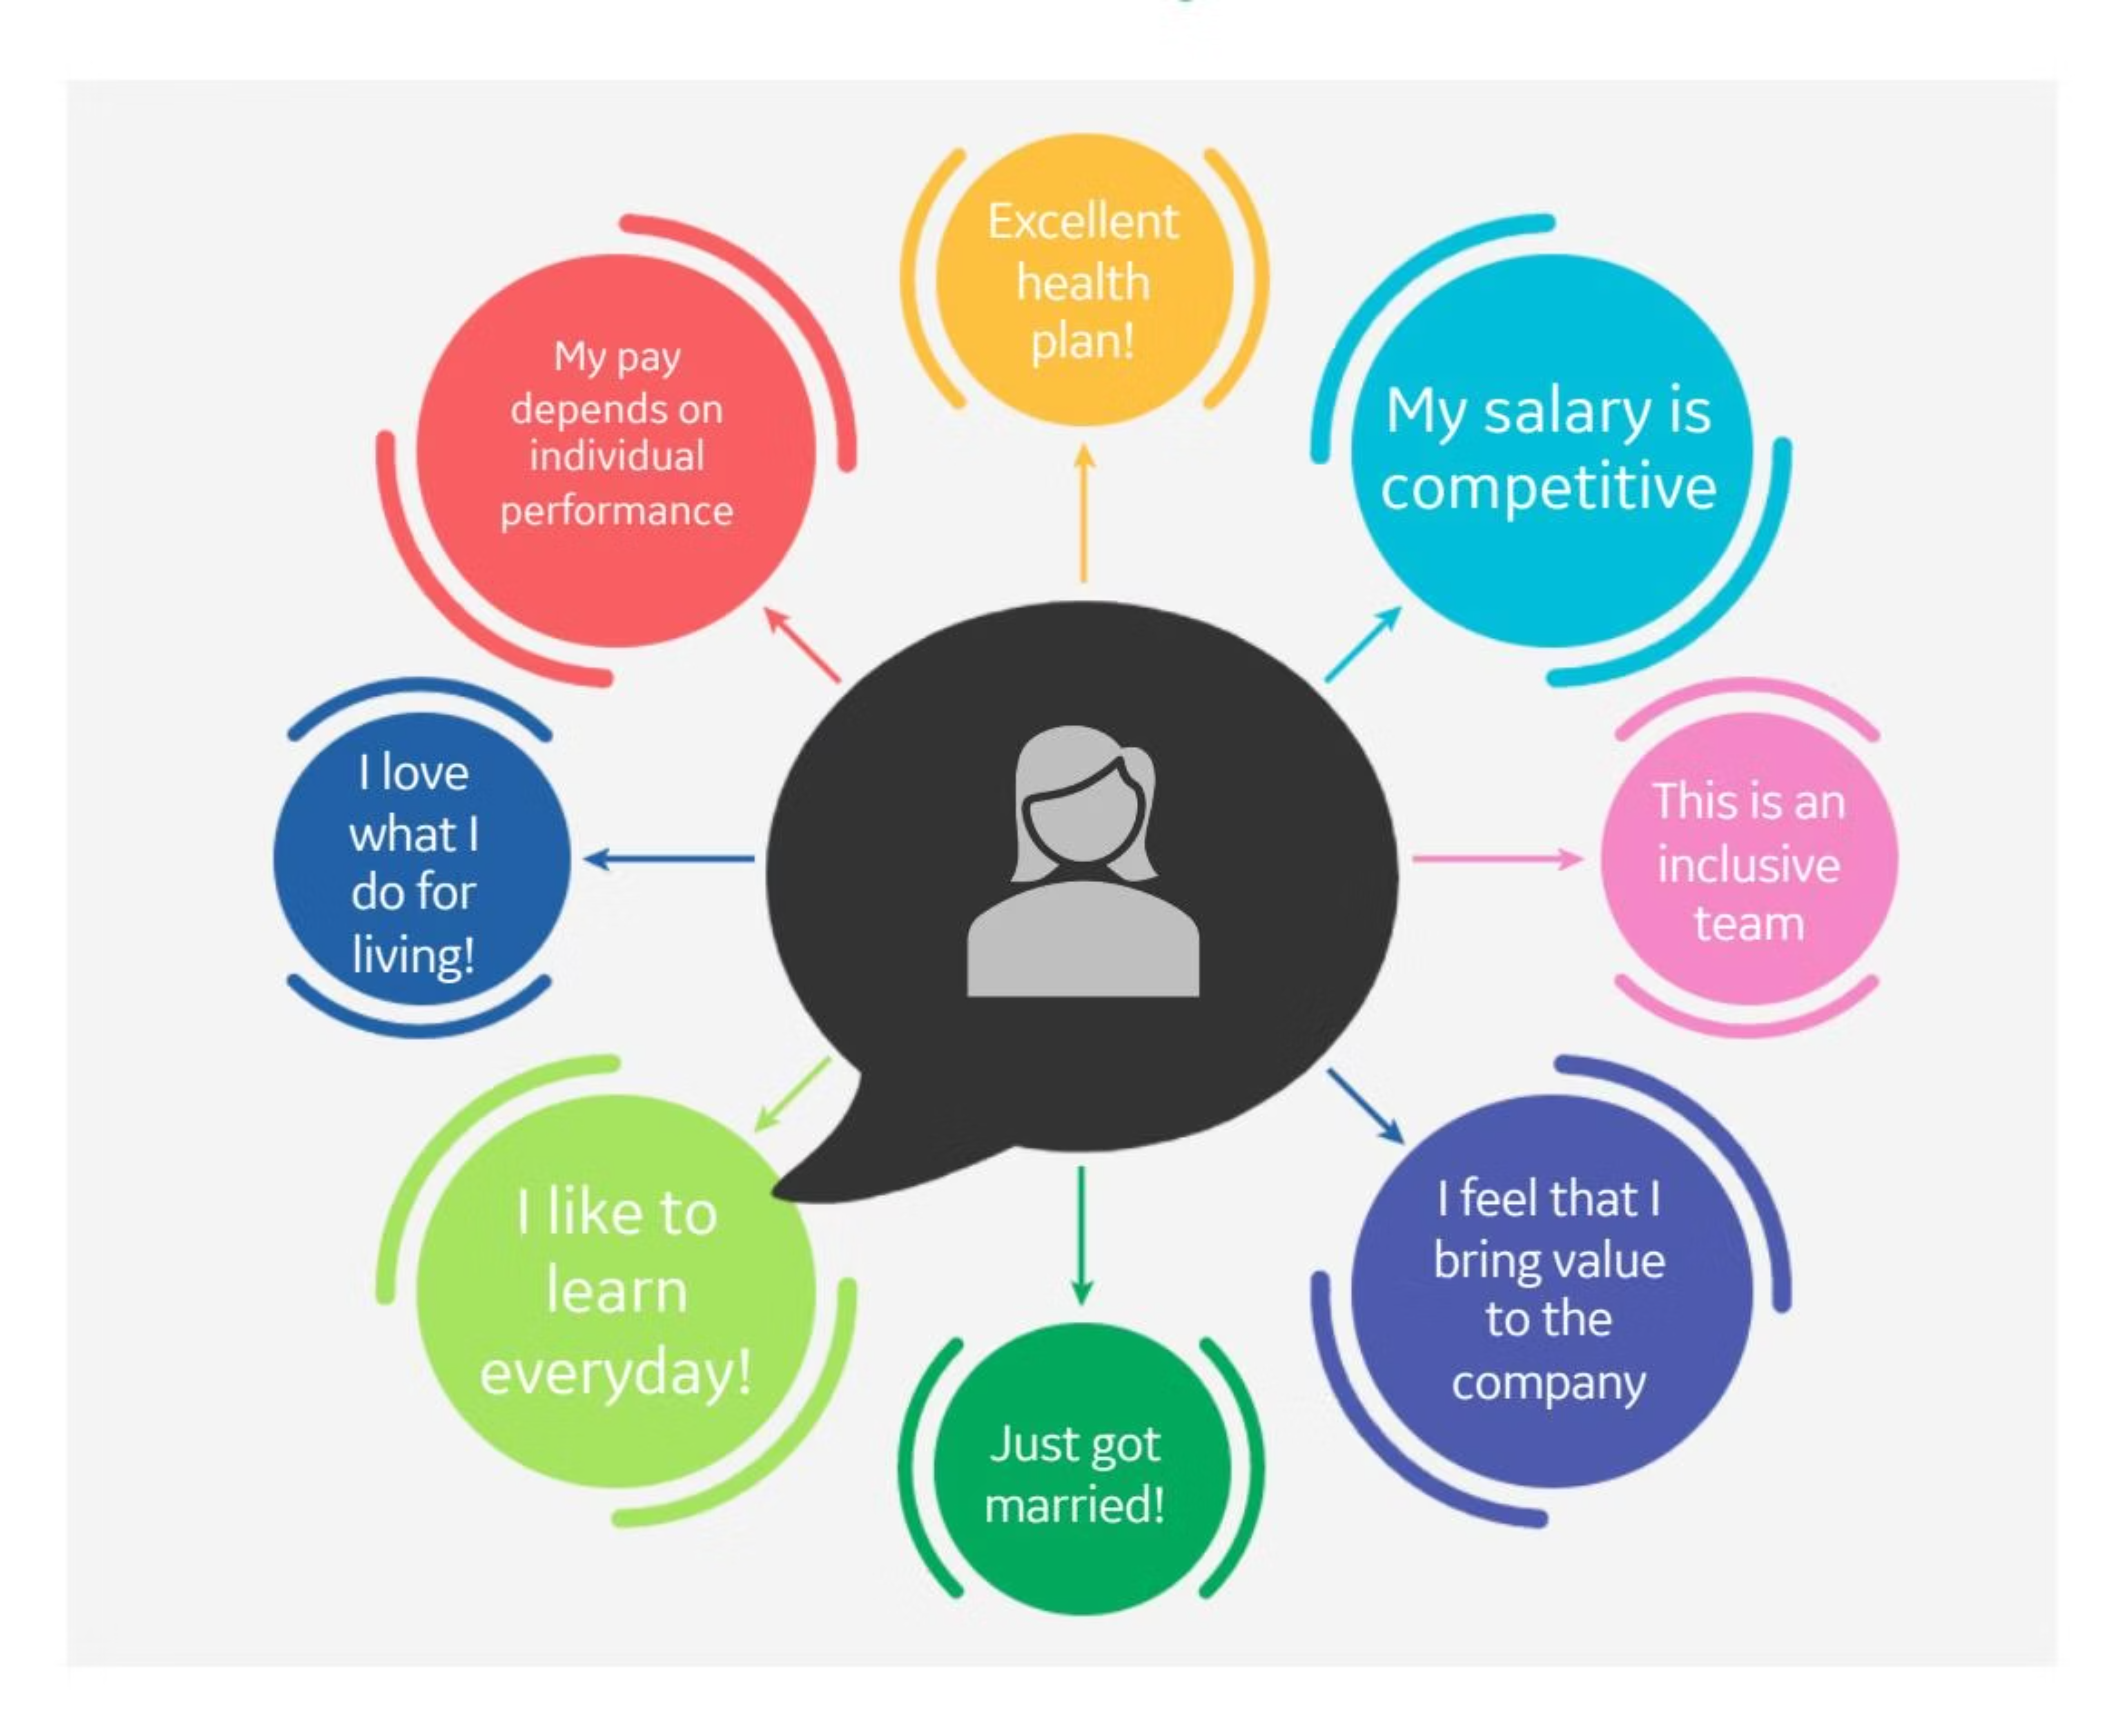 Excellent
health
plan!
My pay
depends on
individual
performance
My salary is
competitive
I love
what I
do for
living!
This is an
inclusive
team
I like to
learn
everyday!
I feel that I
bring value
to the
company
Just got
married!